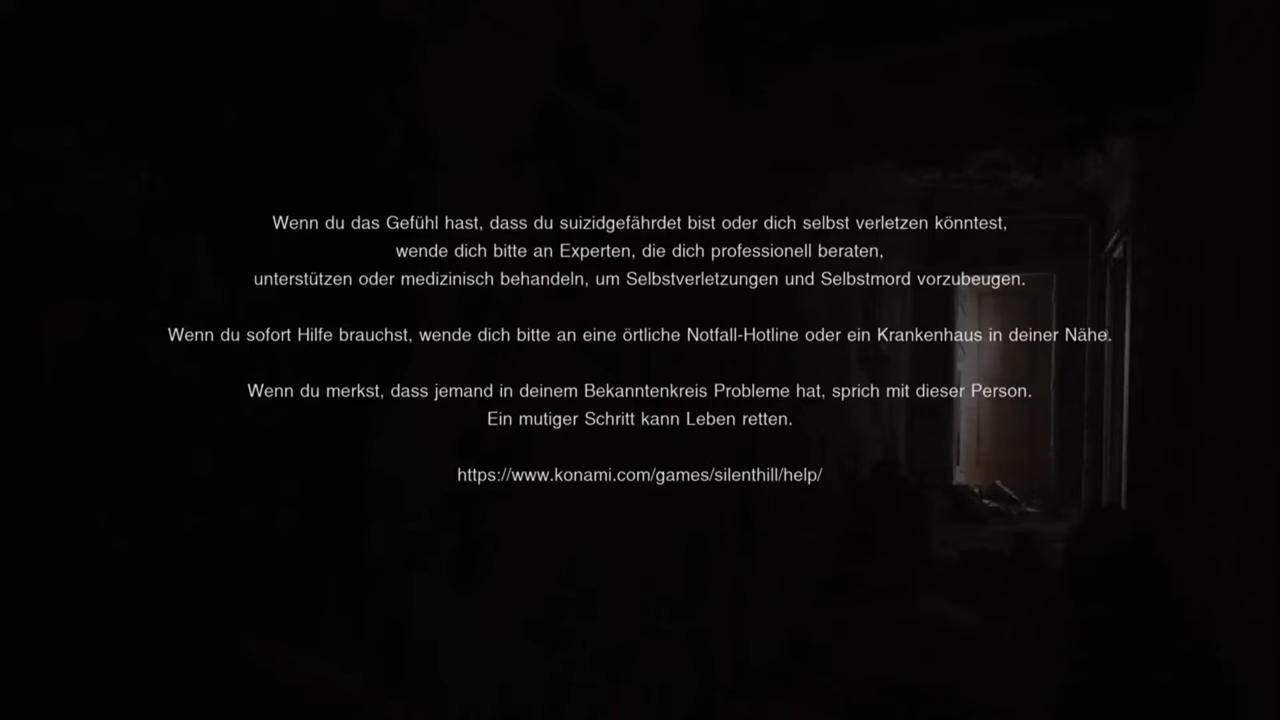 Wenn du das Gefühl hast, dass du suizidgefährdet bist oder dich selbst verletzen könntest,
wende dich bitte an Experten, die dich professionell beraten,
unterstützen oder medizinisch behandeln, um Selbstverletzungen und Selbstmord vorzubeugen.
Wenn du sofort Hilfe brauchst, wende dich bitte an eine örtliche Notfall-Hotline oder ein Krankenhaus in deiner Nähe.
Wenn du merkst, dass jemand in deinem Bekanntenkreis Probleme hat, sprich mit dieser Person.
Ein mutiger Schritt kann Leben retten.
https://www.konami.com/games/silenthill/help/